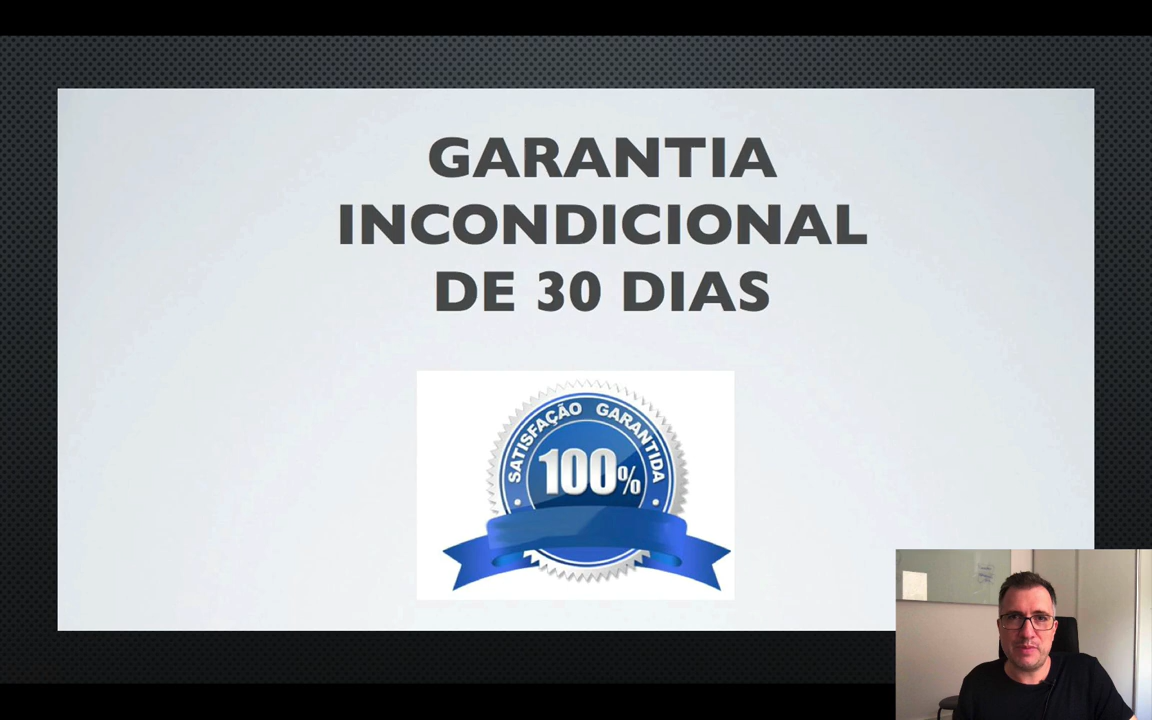 GARANTIA
INCONDICIONAL
DE 30 DIAS
SATISFAÇÃO GARANTIDA
100%